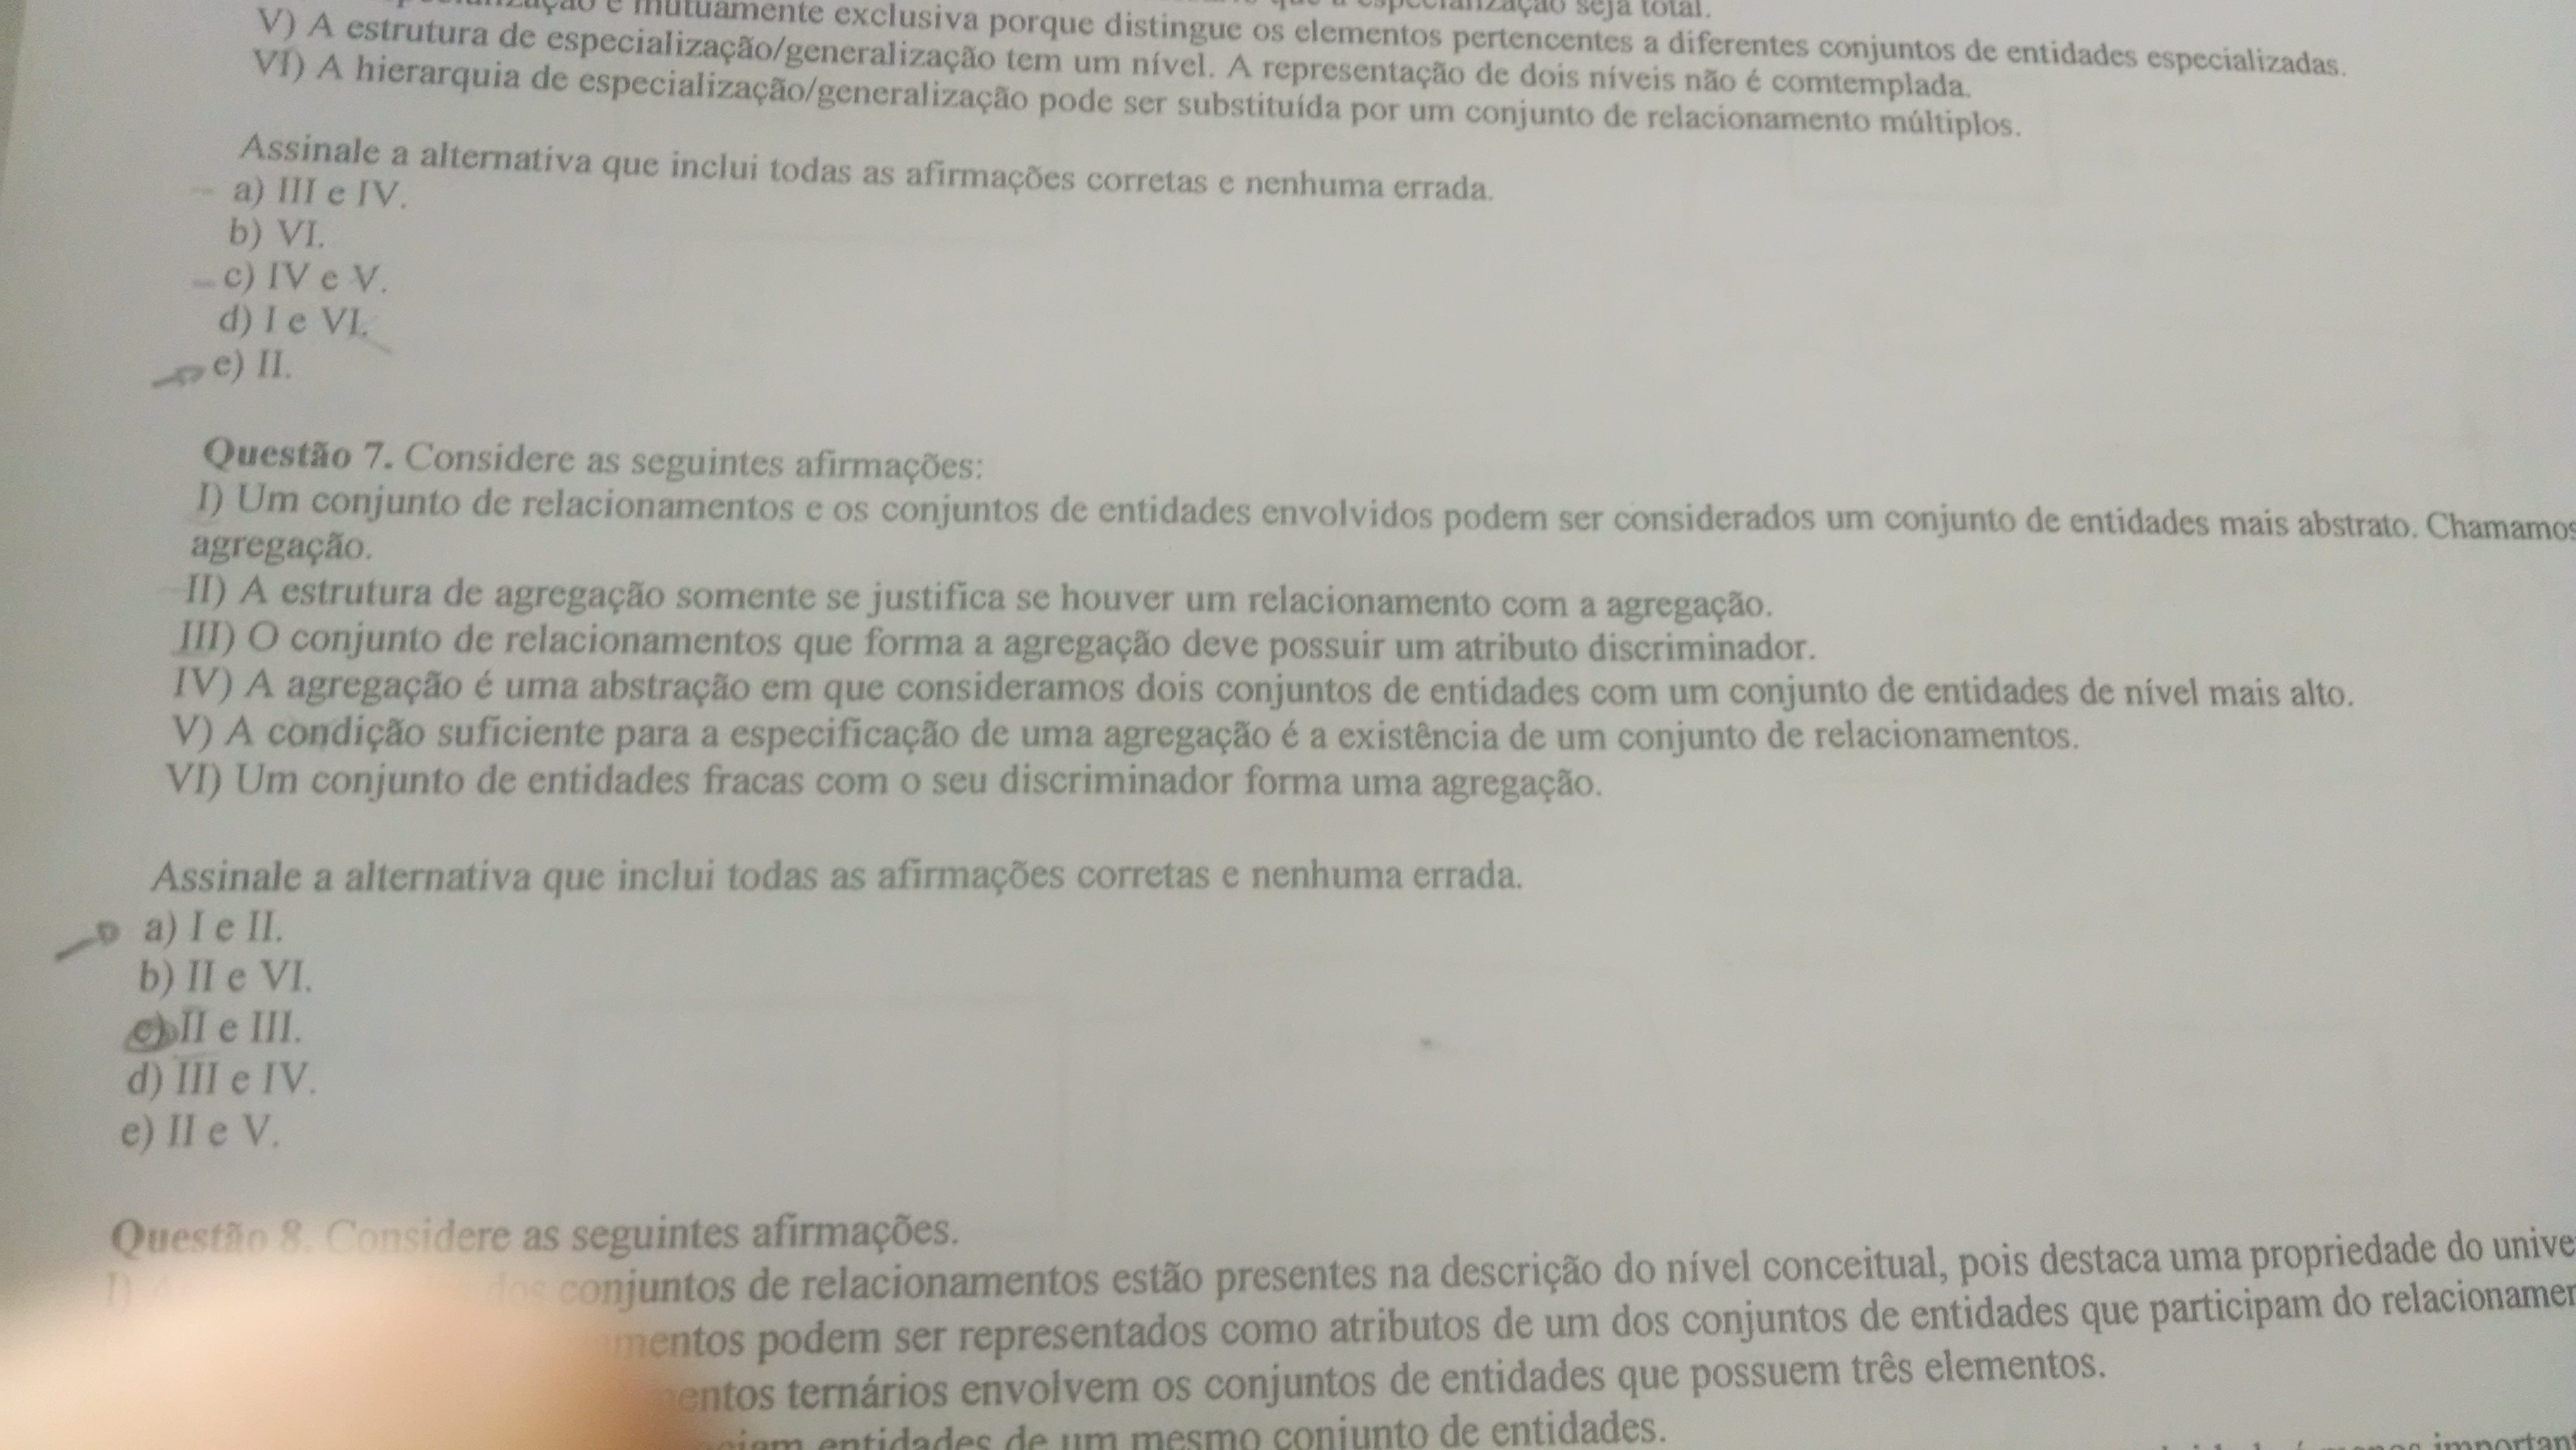 é mutuamente exclusiva porque distingue os elementos pertencentes a diferentes conjuntos de entidades especializadas.
seja total.
V) A estrutura de especialização/generalização tem um nível. A representação de dois níveis não é comtemplada.
VI) A hierarquia de especialização/generalização pode ser substituída por um conjunto de relacionamento múltiplos.
Assinale a alternativa que inclui todas as afirmações corretas e nenhuma errada.
a) III e IV.
b) VI.
c) IV e V.
d) I e VI.
e) II.
Questão 7. Considere as seguintes afirmações:
I) Um conjunto de relacionamentos e os conjuntos de entidades envolvidos podem ser considerados um conjunto de entidades mais abstrato. Chamamos
agregação.
II) A estrutura de agregação somente se justifica se houver um relacionamento com a agregação.
III) O conjunto de relacionamentos que forma a agregação deve possuir um atributo discriminador.
IV) A agregação é uma abstração em que consideramos dois conjuntos de entidades com um conjunto de entidades de nível mais alto.
V) A condição suficiente para a especificação de uma agregação é a existência de um conjunto de relacionamentos.
VI) Um conjunto de entidades fracas com o seu discriminador forma uma agregação.
Assinale a alternativa que inclui todas as afirmações corretas e nenhuma errada.
a) I e II.
b) II e VI.
c) II e III.
d) III e IV.
e) II e V.
Questão 8. Considere as seguintes afirmações.
I) dos conjuntos de relacionamentos estão presentes na descrição do nível conceitual, pois destaca uma propriedade do unive
mentos podem ser representados como atributos de um dos conjuntos de entidades que participam do relacionamen
entos ternários envolvem os conjuntos de entidades que possuem três elementos.
entidades de um mesmo conjunto de entidades.